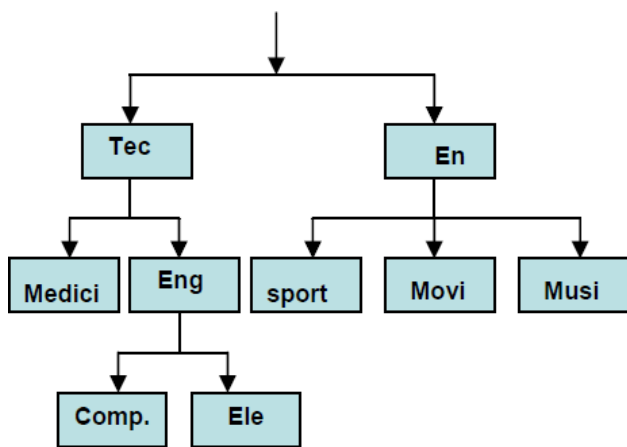 Tec
En
Medici
Eng
sport
Movi
Musi
Comp.
Ele